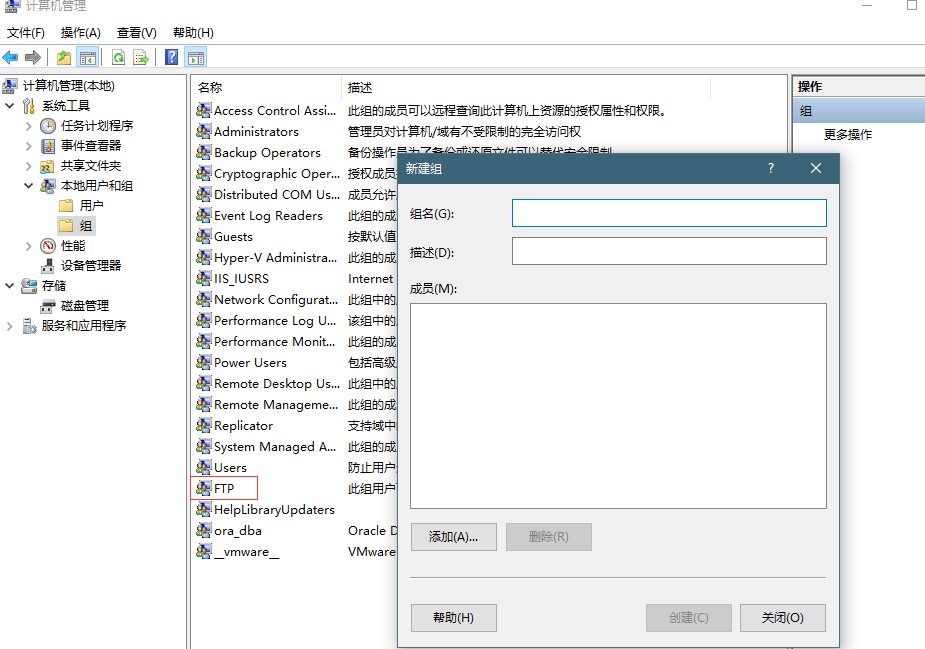 计算机管理
文件(F) 操作(A) 查看(V) 帮助(H)
计算机管理(本地)
系统工具
任务计划程序
事件查看器
共享文件夹
本地用户和组
用户
组
性能
设备管理器
存储
磁盘管理
服务和应用程序
名称 描述
Access Control Assi... 此组的成员可以远程查询此计算机上资源的授权属性和权限。
Administrators 管理员对计算机/域有不受限制的完全访问权
Backup Operators 备份操作员为了备份或还原文件可以替代安全限制
Cryptographic Oper... 授权成员
Distributed COM Us... 成员允许
Event Log Readers 此组的成
Guests 按默认值
Hyper-V Administra... 此组的成
IIS_IUSRS Internet
Network Configurat... 此组中的
Performance Log U... 该组中的
Performance Monit... 此组的成
Power Users 包括高级
Remote Desktop Us... 此组中的
Remote Manageme... 此组的成
Replicator 支持域中
System Managed A... 此组的成
Users 防止用户
FTP 此组用户
HelpLibraryUpdaters
ora_dba Oracle D
__vmware__ VMware
操作
组
更多操作
新建组 ?
组名(G):
描述(D):
成员(M):
添加(A)... 删除(R)
帮助(H) 创建(C) 关闭(O)